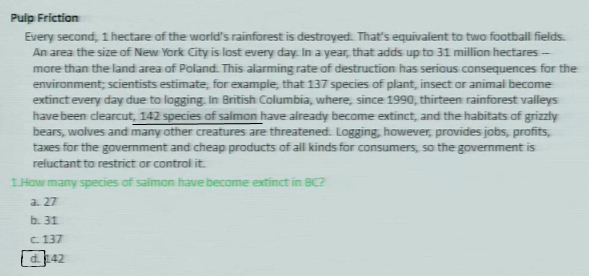 Pulp Friction
Every second, 1 hectare of the world's rainforest is destroyed. That's equivalent to two football fields.
An area the size of New York City is lost every day. In a year, that adds up to 31 million hectares –
more than the land area of Poland. This alarming rate of destruction has serious consequences for the
environment; scientists estimate, for example, that 137 species of plant, insect or animal become
extinct every day due to logging. In British Columbia, where, since 1990, thirteen rainforest valleys
have been clearcut, 142 species of salmon have already become extinct, and the habitats of grizzly
bears, wolves and many other creatures are threatened. Logging, however, provides jobs, profits,
taxes for the government and cheap products of all kinds for consumers, so the government is
reluctant to restrict or control it.
1.How many species of salmon have become extinct in BC?
a. 27
b. 31
c. 137
d. 142